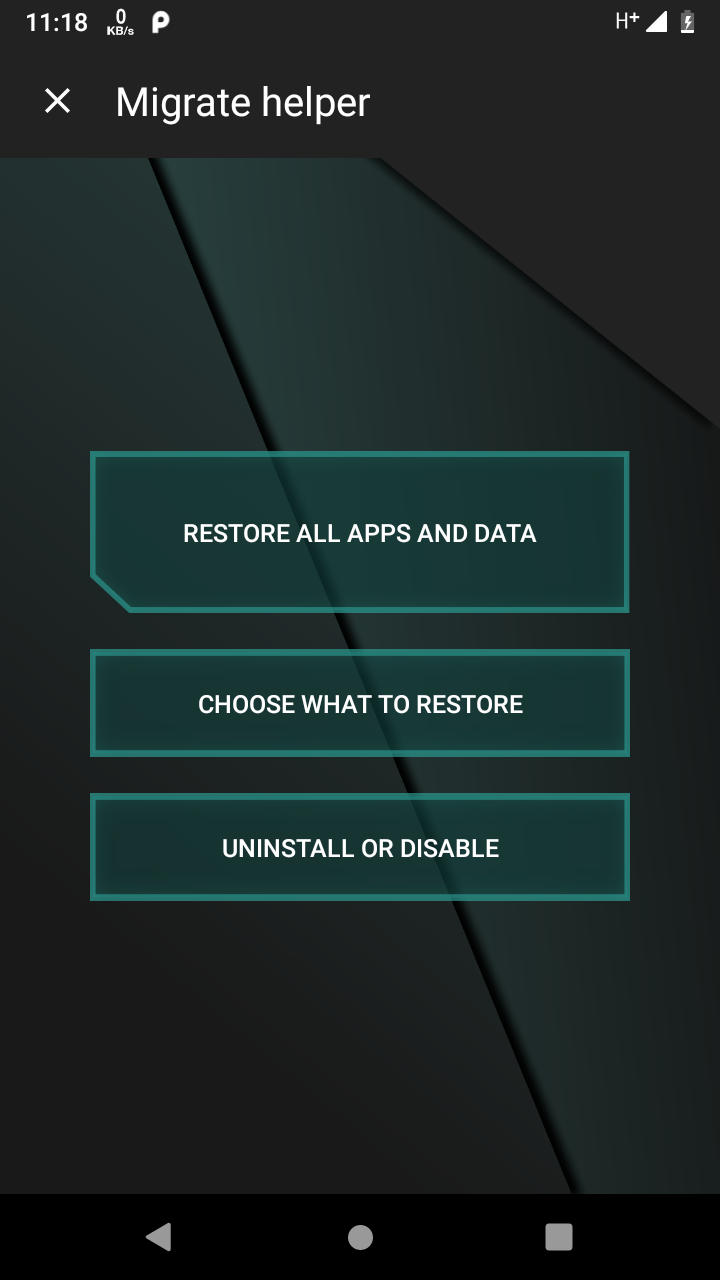 11:18 0 KB/s H+
Migrate helper
RESTORE ALL APPS AND DATA
CHOOSE WHAT TO RESTORE
UNINSTALL OR DISABLE